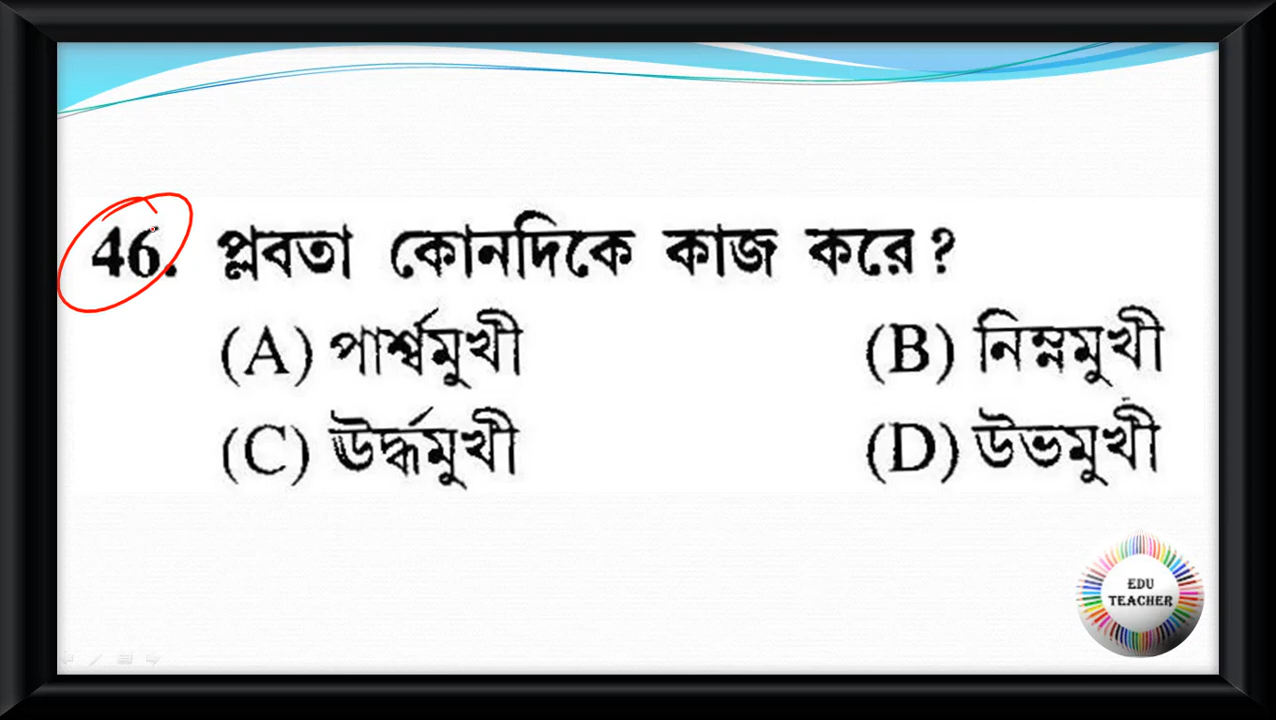 46. প্লবতা কোনদিকে কাজ করে?
(A) পার্শ্বমুখী (B) নিম্নমুখী
(C) ঊর্দ্ধমুখী (D) উভমুখী
EDU
TEACHER